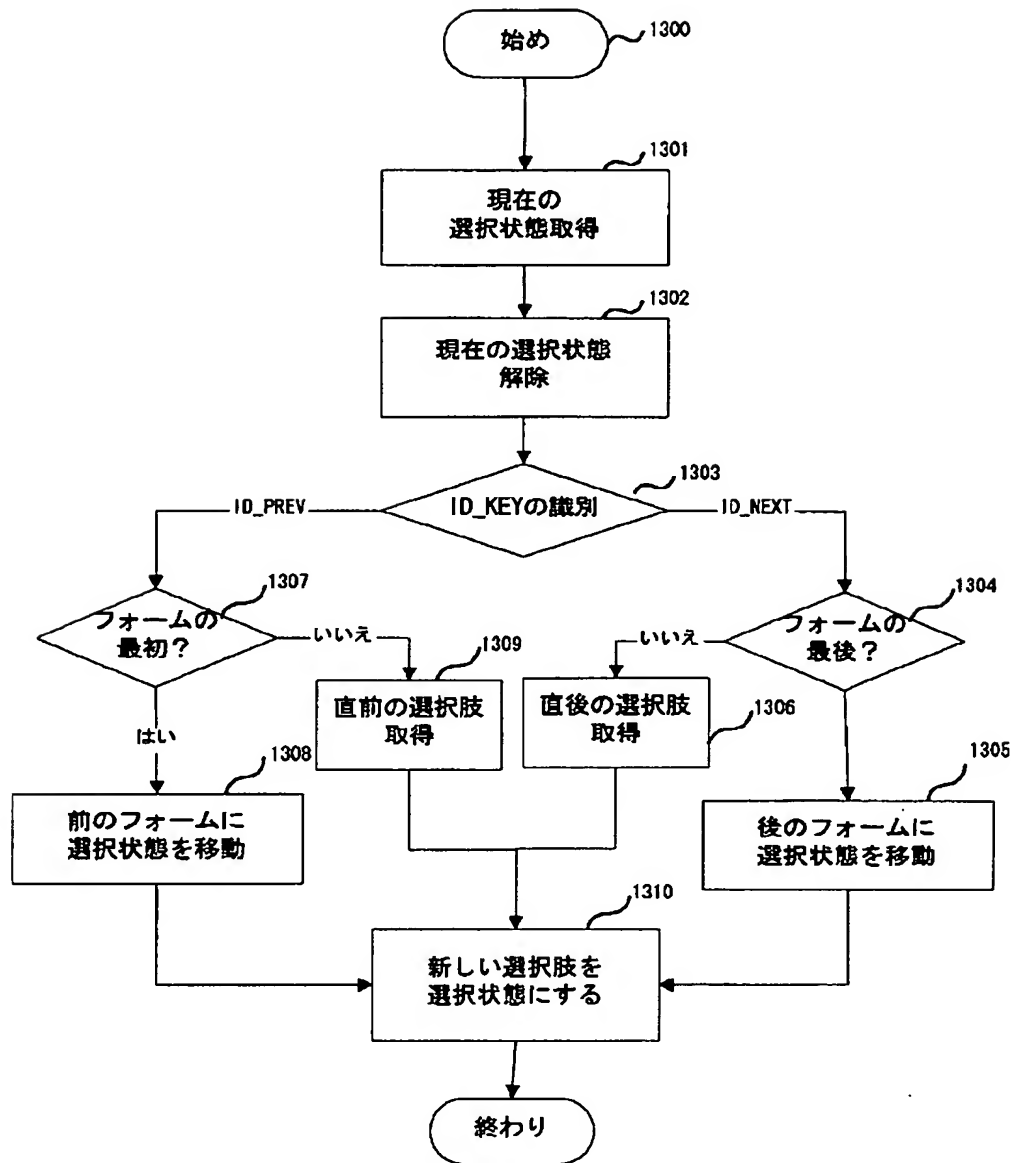 始め
1300
1301
現在の
選択状態取得
1302
現在の選択状態
解除
1303
ID_KEYの識別
ID_PREV
ID_NEXT
1307
フォームの
最初？
1304
フォームの
最後？
いいえ
いいえ
1309
直前の選択肢
取得
直後の選択肢
取得
1306
はい
1308
前のフォームに
選択状態を移動
1305
後のフォームに
選択状態を移動
1310
新しい選択肢を
選択状態にする
終わり